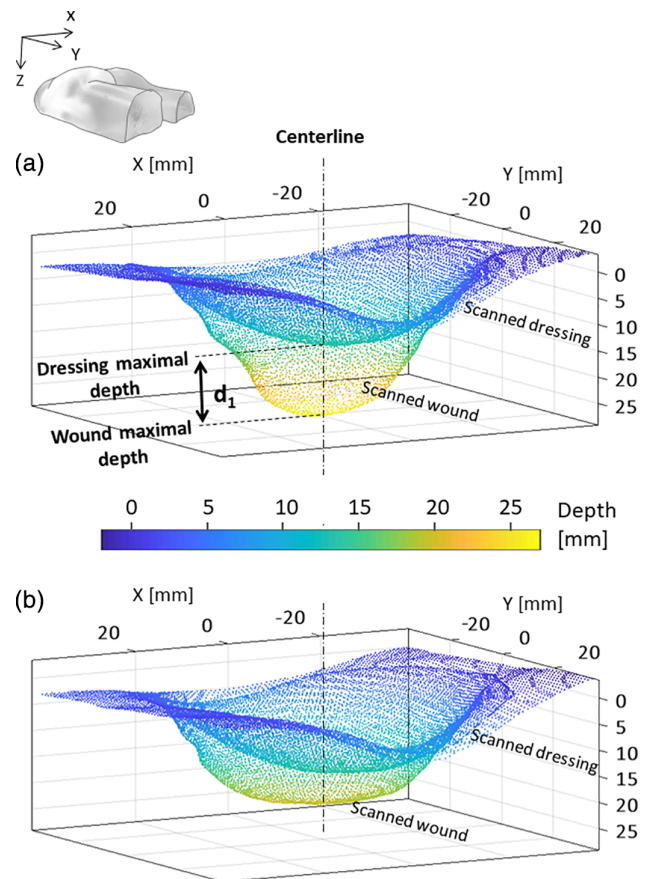 x
Y
Z
Centerline
(a)
X [mm]
Y [mm]
20
0
-20
-20
0
20
0
5
10
15
20
25
Scanned dressing
Dressing maximal
depth
d1
Scanned wound
Wound maximal
depth
0 5 10 15 20 25
Depth
[mm]
(b)
X [mm]
Y [mm]
20
0
-20
-20
0
20
0
5
10
15
20
25
Scanned dressing
Scanned wound